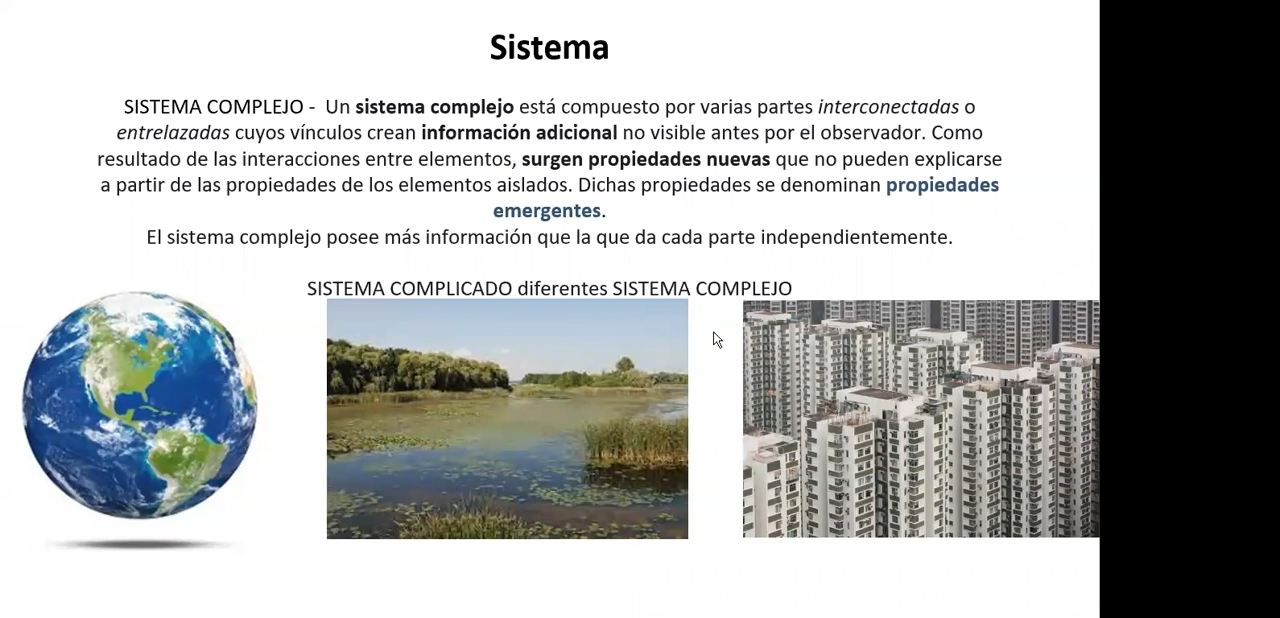 Sistema
SISTEMA COMPLEJO - Un sistema complejo está compuesto por varias partes interconectadas o
entrelazadas cuyos vínculos crean información adicional no visible antes por el observador. Como
resultado de las interacciones entre elementos, surgen propiedades nuevas que no pueden explicarse
a partir de las propiedades de los elementos aislados. Dichas propiedades se denominan propiedades
emergentes.
El sistema complejo posee más información que la que da cada parte independientemente.
SISTEMA COMPLICADO diferentes SISTEMA COMPLEJO